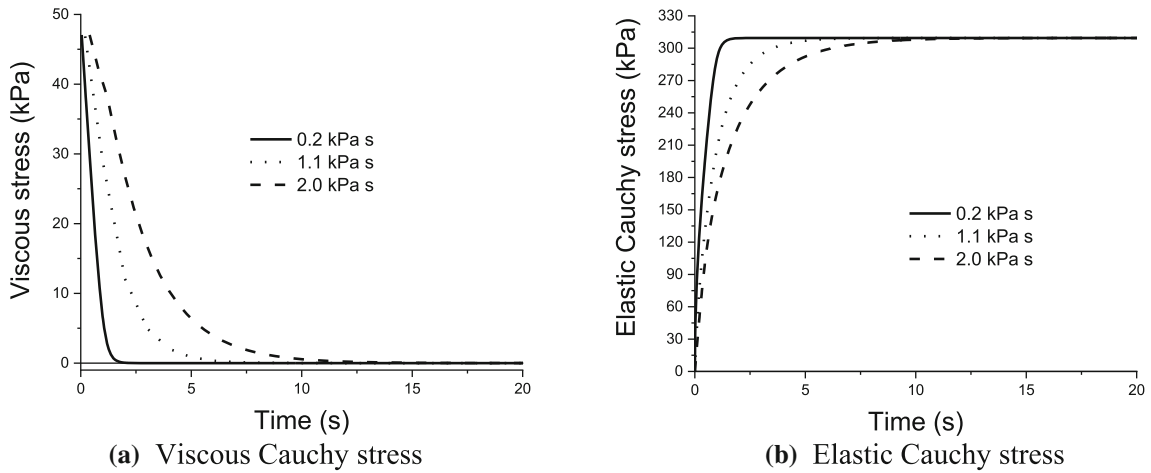 50
40
30
20
10
0
Viscous stress (kPa)
0.2 kPa s
1.1 kPa s
2.0 kPa s
0 5 10 15 20
Time (s)
(a) Viscous Cauchy stress
330
300
270
240
210
180
150
120
90
60
30
0
Elastic Cauchy stress (kPa)
0.2 kPa s
1.1 kPa s
2.0 kPa s
0 5 10 15 20
Time (s)
(b) Elastic Cauchy stress